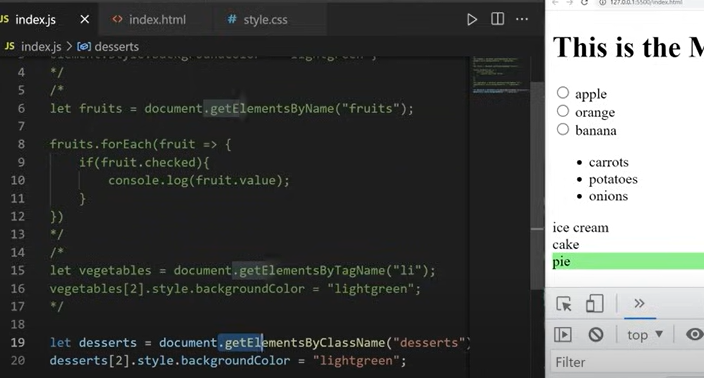 JS index.js × <> index.html # style.css
JS index.js > desserts
4 */
5 /*
6 let fruits = document.getElementsByName("fruits");
7
8 fruits.forEach(fruit => {
9 if(fruit.checked){
10 console.log(fruit.value);
11 }
12 })
13 */
14 /*
15 let vegetables = document.getElementsByTagName("li");
16 vegetables[2].style.backgroundColor = "lightgreen";
17 */
18
19 let desserts = document.getElementsByClassName("desserts")
20 desserts[2].style.backgroundColor = "lightgreen";
127.0.0.1:5500/index.html
This is the M
apple
orange
banana
• carrots
• potatoes
• onions
ice cream
cake
pie
»
top ▼
Filter